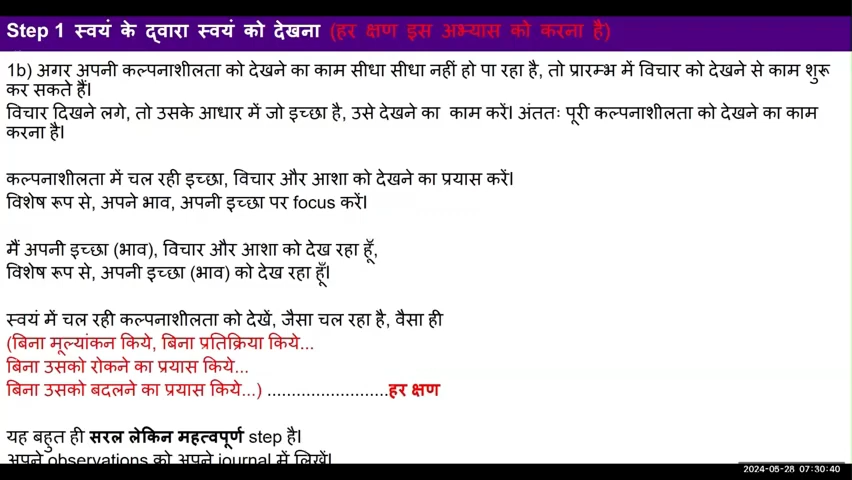 Step 1 स्वयं के द्वारा स्वयं को देखना (हर क्षण इस अभ्यास को करना है)
1b) अगर अपनी कल्पनाशीलता को देखने का काम सीधा सीधा नहीं हो पा रहा है, तो प्रारम्भ में विचार को देखने से काम शुरू
कर सकते हैं।
विचार दिखने लगे, तो उसके आधार में जो इच्छा है, उसे देखने का काम करें। अंततः पूरी कल्पनाशीलता को देखने का काम
करना है।
कल्पनाशीलता में चल रही इच्छा, विचार और आशा को देखने का प्रयास करें।
विशेष रूप से, अपने भाव, अपनी इच्छा पर focus करें।
मैं अपनी इच्छा (भाव), विचार और आशा को देख रहा हूँ,
विशेष रूप से, अपनी इच्छा (भाव) को देख रहा हूँ।
स्वयं में चल रही कल्पनाशीलता को देखें, जैसा चल रहा है, वैसा ही
(बिना मूल्यांकन किये, बिना प्रतिक्रिया किये...
बिना उसको रोकने का प्रयास किये...
बिना उसको बदलने का प्रयास किये...) .........................हर क्षण
यह बहुत ही सरल लेकिन महत्वपूर्ण step है।
अपने observations को अपने journal में लिखें।
2024-05-28 07:30:40